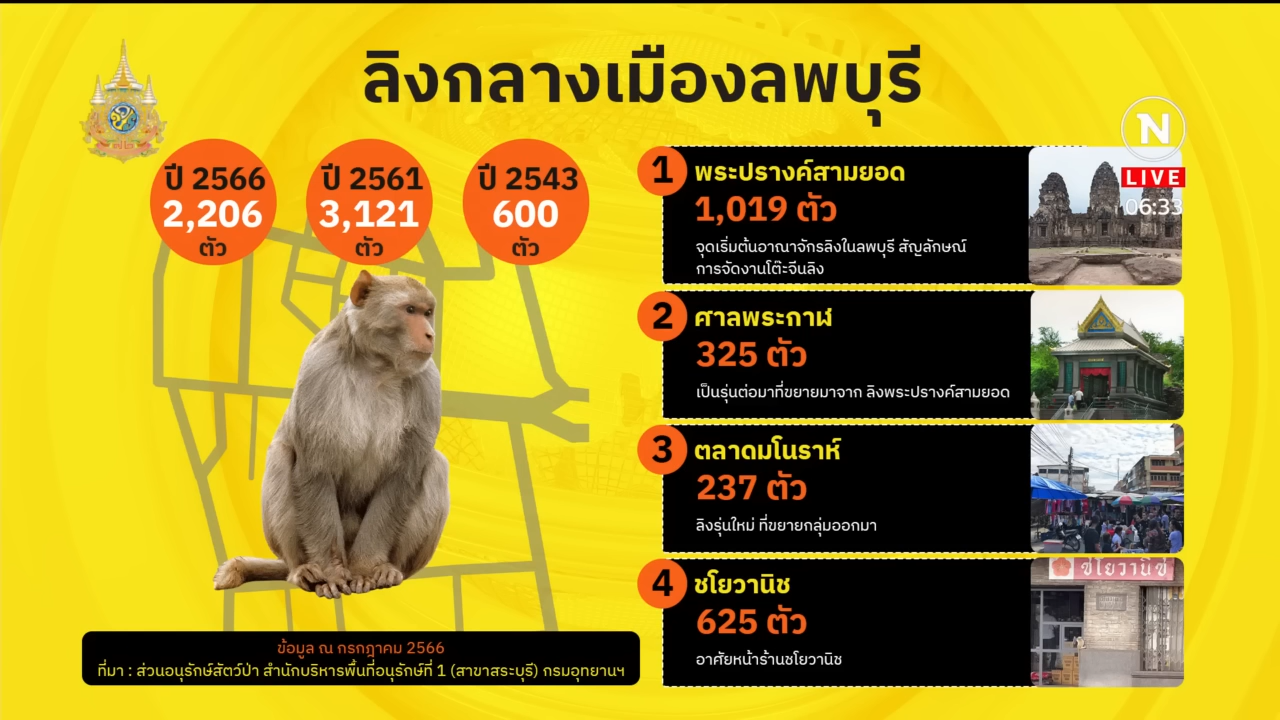 ลิงกลางเมืองลพบุรี
ปี 2566
2,206
ตัว
ปี 2561
3,121
ตัว
ปี 2543
600
ตัว
1
พระปรางค์สามยอด
1,019 ตัว
จุดเริ่มต้นอาณาจักรลิงในลพบุรี สัญลักษณ์
การจัดงานโต๊ะจีนลิง
N
LIVE
06:33
2
ศาลพระกาฬ
325 ตัว
เป็นรุ่นต่อมาที่ขยายมาจาก ลิงพระปรางค์สามยอด
3
ตลาดมโนราห์
237 ตัว
ลิงรุ่นใหม่ ที่ขยายกลุ่มออกมา
4
ชโยวานิช
625 ตัว
อาศัยหน้าร้านชโยวานิช
ชโยวานิช
ข้อมูล ณ กรกฎาคม 2566
ที่มา : ส่วนอนุรักษ์สัตว์ป่า สำนักบริหารพื้นที่อนุรักษ์ที่ 1 (สาขาสระบุรี) กรมอุทยานฯ